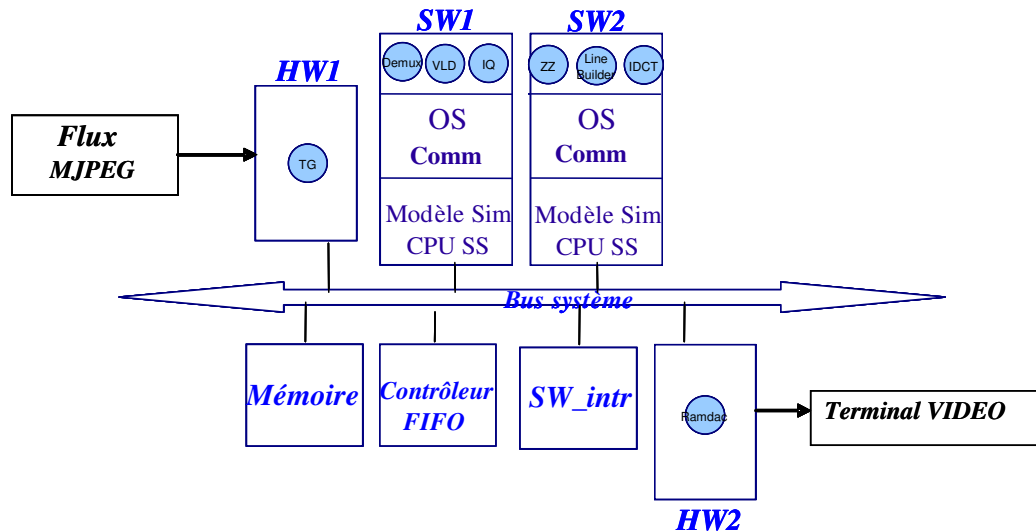 SW1
SW2
HW1
Demux
VLD
IQ
ZZ
Line
Builder
IDCT
OS
Comm
OS
Comm
Flux
MJPEG
TG
Modèle Sim
CPU SS
Modèle Sim
CPU SS
Bus système
Mémoire
Contrôleur
FIFO
SW_intr
Ramdac
Terminal VIDEO
HW2